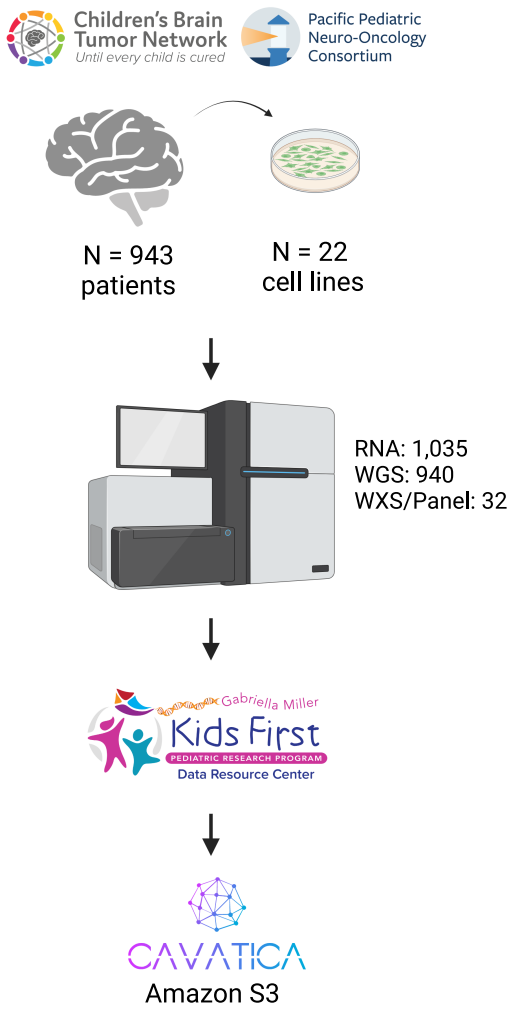 Children's Brain
Tumor Network
Until every child is cured
Pacific Pediatric
Neuro-Oncology
Consortium
N = 943
patients
N = 22
cell lines
RNA: 1,035
WGS: 940
WXS/Panel: 32
Gabriella Miller
Kids First
PEDIATRIC RESEARCH PROGRAM
Data Resource Center
CAVATICA
Amazon S3